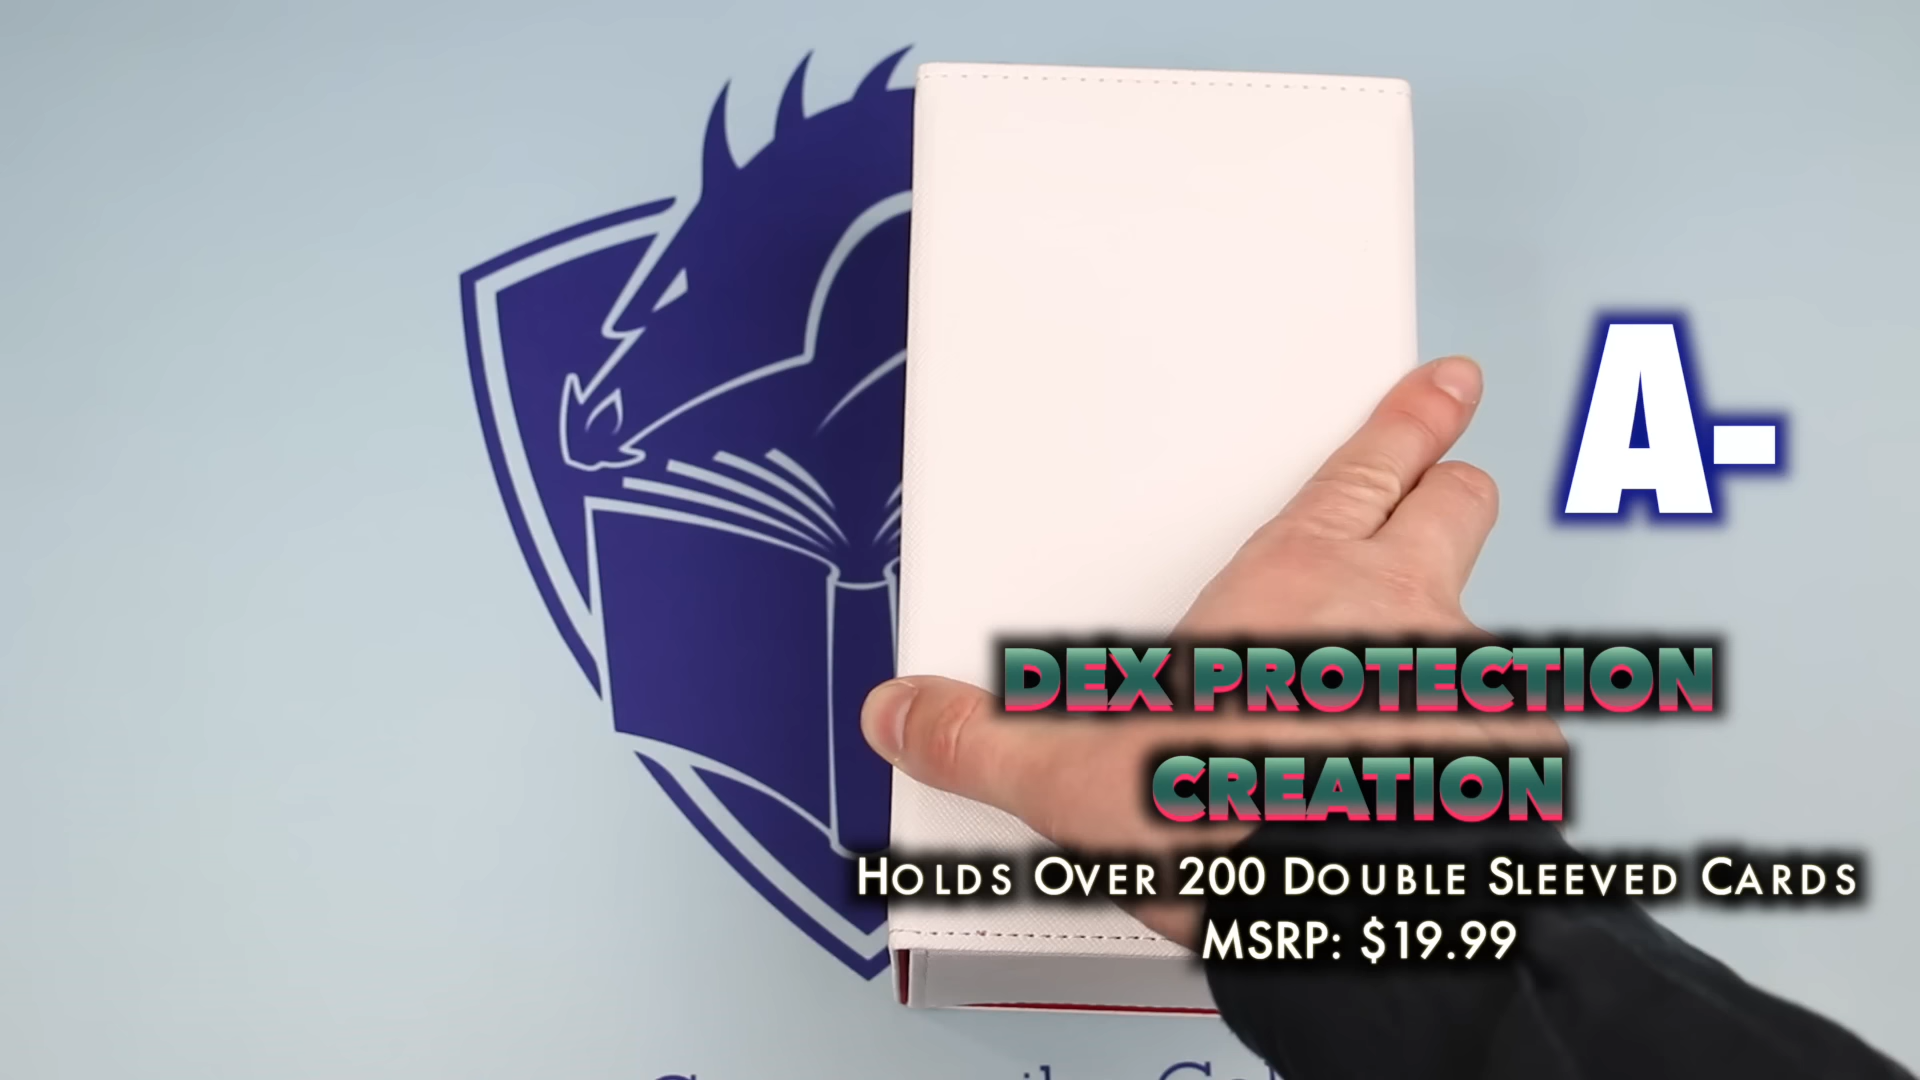 A-
DEX PROTECTION
CREATION
HOLDS OVER 200 DOUBLE SLEEVED CARDS
MSRP: $19.99